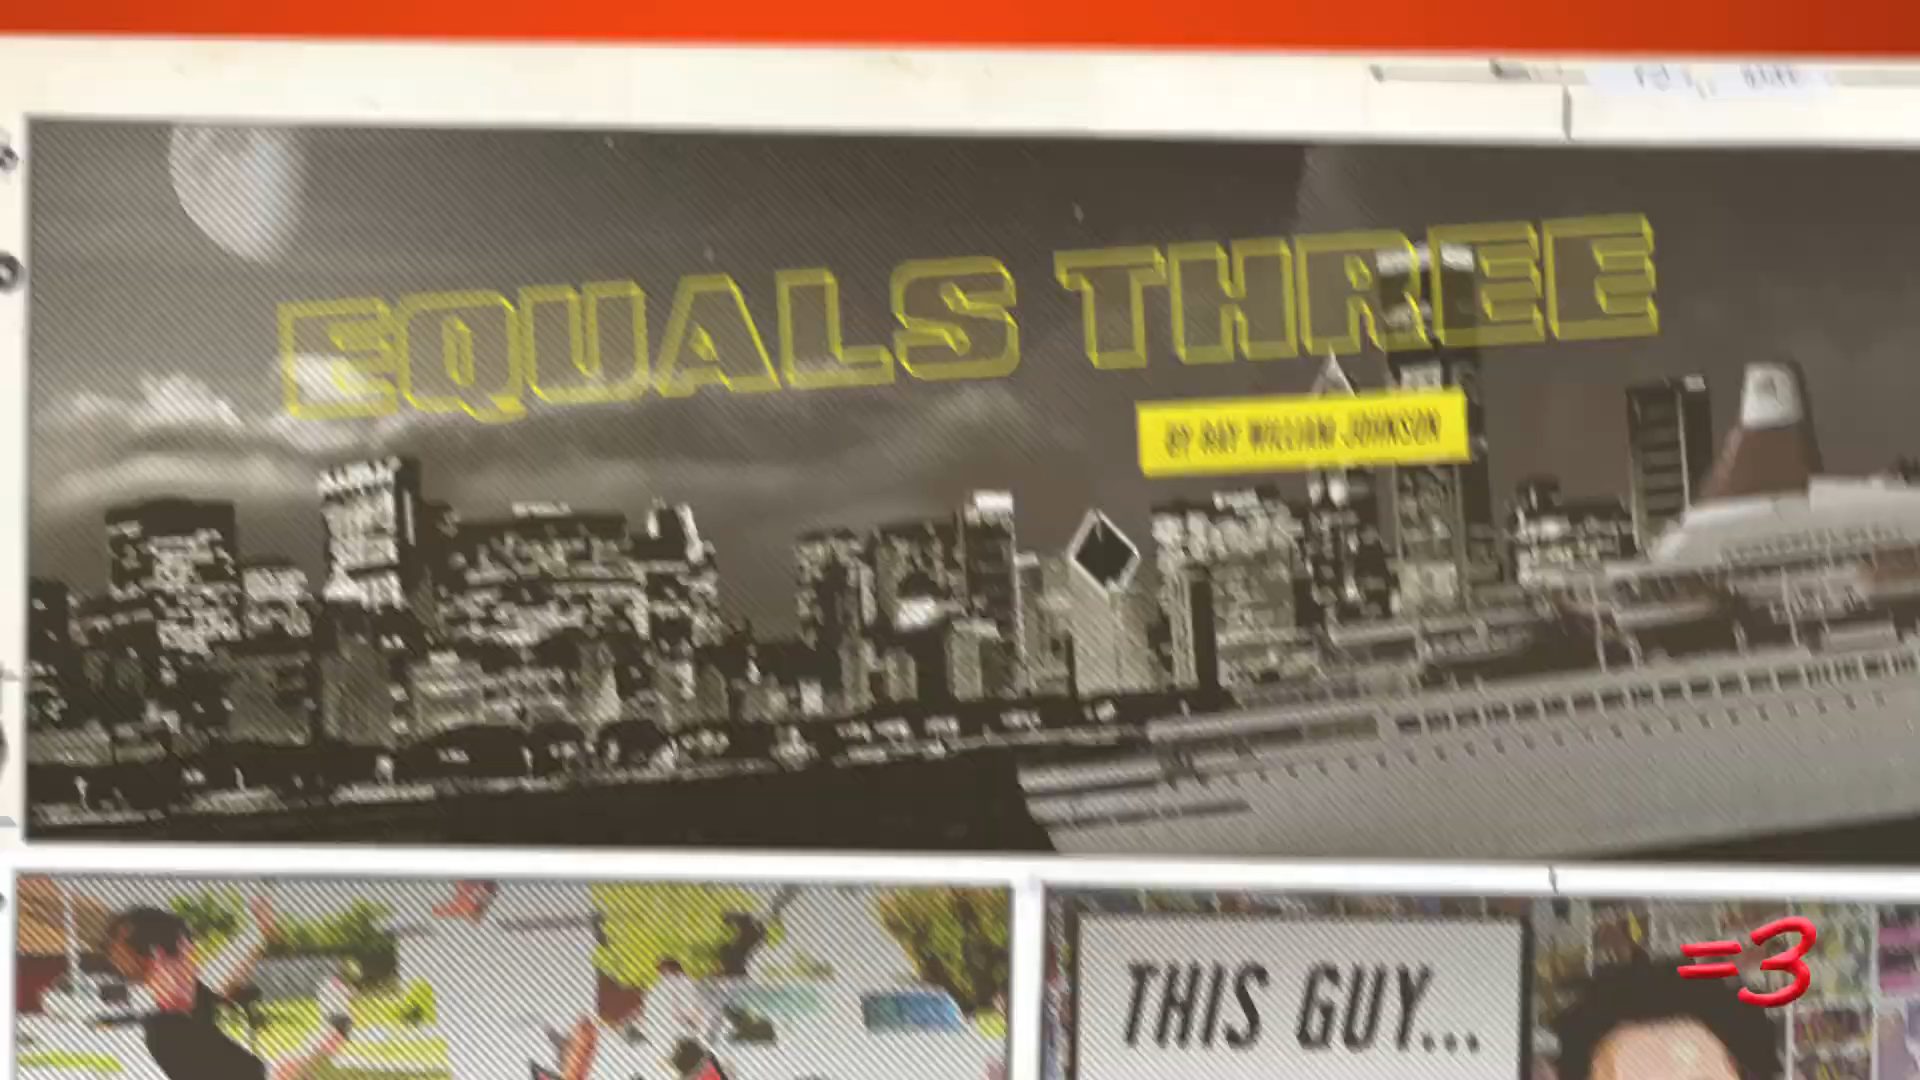 EQUALS THREE
BY RAY WILLIAM JOHNSON
THIS GUY...
=3